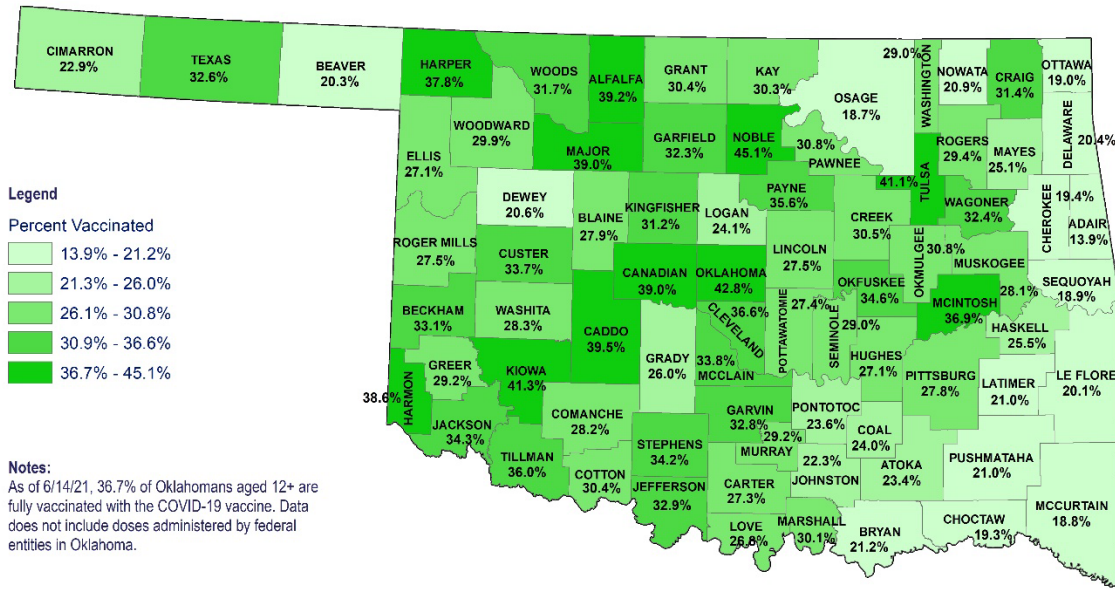 CIMARRON
22.9%
TEXAS
32.6%
BEAVER
20.3%
HARPER
37.8%
WOODS
31.7%
ALFALFA
39.2%
GRANT
30.4%
KAY
30.3%
OSAGE
18.7%
29.0%
WASHINGTON
NOWATA
20.9%
CRAIG
31.4%
OTTAWA
19.0%
DELAWARE
20.4%
ELLIS
27.1%
WOODWARD
29.9%
MAJOR
39.0%
GARFIELD
32.3%
NOBLE
45.1%
30.8%
PAWNEE
ROGERS
29.4%
MAYES
25.1%
41.1%
TULSA
DEWEY
20.6%
BLAINE
27.9%
KINGFISHER
31.2%
LOGAN
24.1%
PAYNE
35.6%
CREEK
30.5%
WAGONER
32.4%
CHEROKEE
19.4%
ADAIR
13.9%
ROGER MILLS
27.5%
CUSTER
33.7%
CANADIAN
39.0%
OKLAHOMA
42.8%
LINCOLN
27.5%
OKFUSKEE
34.6%
OKMULGEE
30.8%
MUSKOGEE
28.1%
SEQUOYAH
18.9%
MCINTOSH
36.9%
BECKHAM
33.1%
WASHITA
28.3%
CADDO
39.5%
GRADY
26.0%
36.6%
CLEVELAND
33.8%
MCCLAIN
27.4%
POTTAWATOMIE
SEMINOLE
29.0%
HUGHES
27.1%
PITTSBURG
27.8%
HASKELL
25.5%
LATIMER
21.0%
LE FLORE
20.1%
38.6%
HARMON
GREER
29.2%
KIOWA
41.3%
JACKSON
34.3%
TILLMAN
36.0%
COMANCHE
28.2%
COTTON
30.4%
STEPHENS
34.2%
JEFFERSON
32.9%
GARVIN
32.8%
29.2%
MURRAY
PONTOTOC
23.6%
COAL
24.0%
22.3%
JOHNSTON
ATOKA
23.4%
PUSHMATAHA
21.0%
MCCURTAIN
18.8%
CARTER
27.3%
LOVE
26.8%
MARSHALL
30.1%
BRYAN
21.2%
CHOCTAW
19.3%
Legend
Percent Vaccinated
13.9% - 21.2%
21.3% - 26.0%
26.1% - 30.8%
30.9% - 36.6%
36.7% - 45.1%
Notes:
As of 6/14/21, 36.7% of Oklahomans aged 12+ are
fully vaccinated with the COVID-19 vaccine. Data
does not include doses administered by federal
entities in Oklahoma.